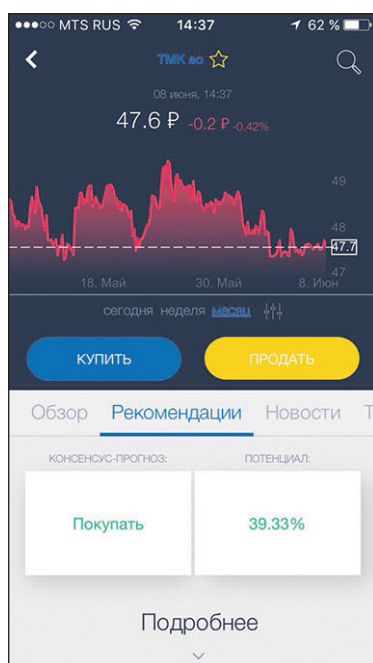 MTS RUS 14:37 62 %
ТМК ао
08 июня, 14:37
47.6 ₽ -0.2 ₽ -0.42%
49
48
47.7
47
18. Май 30. Май 8. Июн
сегодня неделя месяц
КУПИТЬ ПРОДАТЬ
Обзор Рекомендации Новости Т
КОНСЕНСУС-ПРОГНОЗ: ПОТЕНЦИАЛ:
Покупать 39.33%
Подробнее